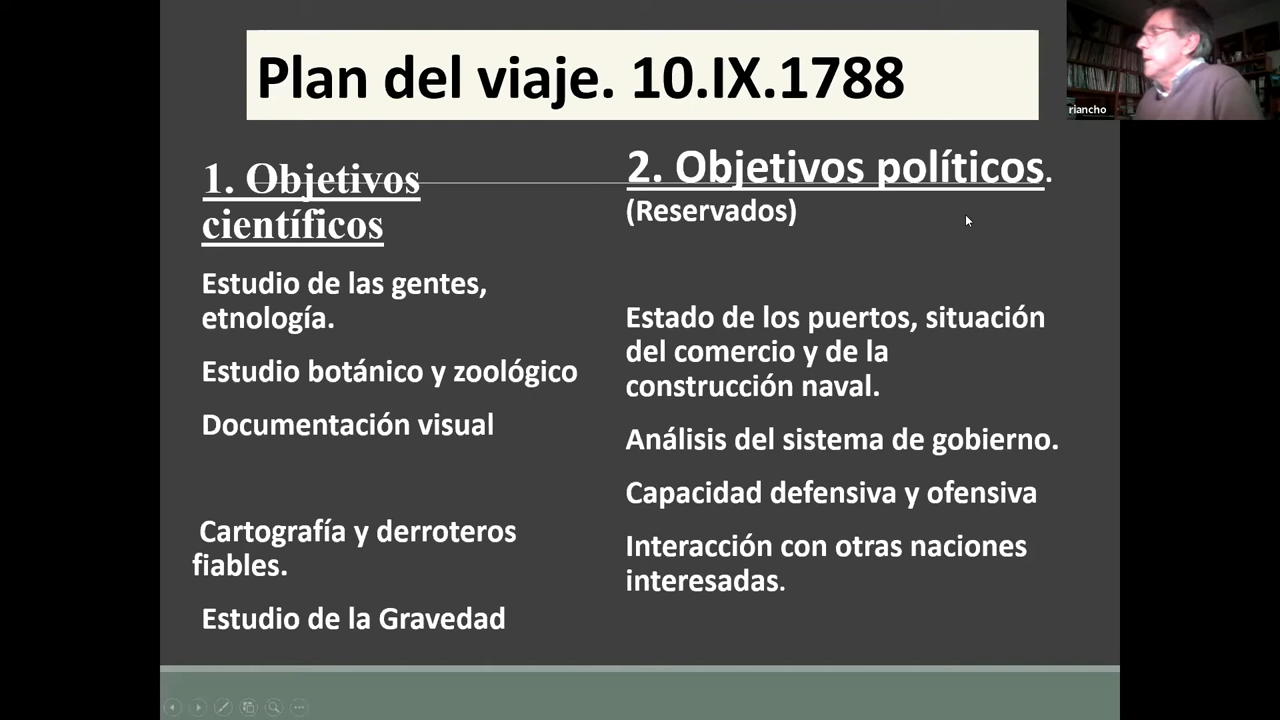 Plan del viaje. 10.IX.1788
riancho
1. Objetivos
científicos
Estudio de las gentes,
etnología.
Estudio botánico y zoológico
Documentación visual
Cartografía y derroteros
fiables.
Estudio de la Gravedad
2. Objetivos políticos.
(Reservados)
Estado de los puertos, situación
del comercio y de la
construcción naval.
Análisis del sistema de gobierno.
Capacidad defensiva y ofensiva
Interacción con otras naciones
interesadas.